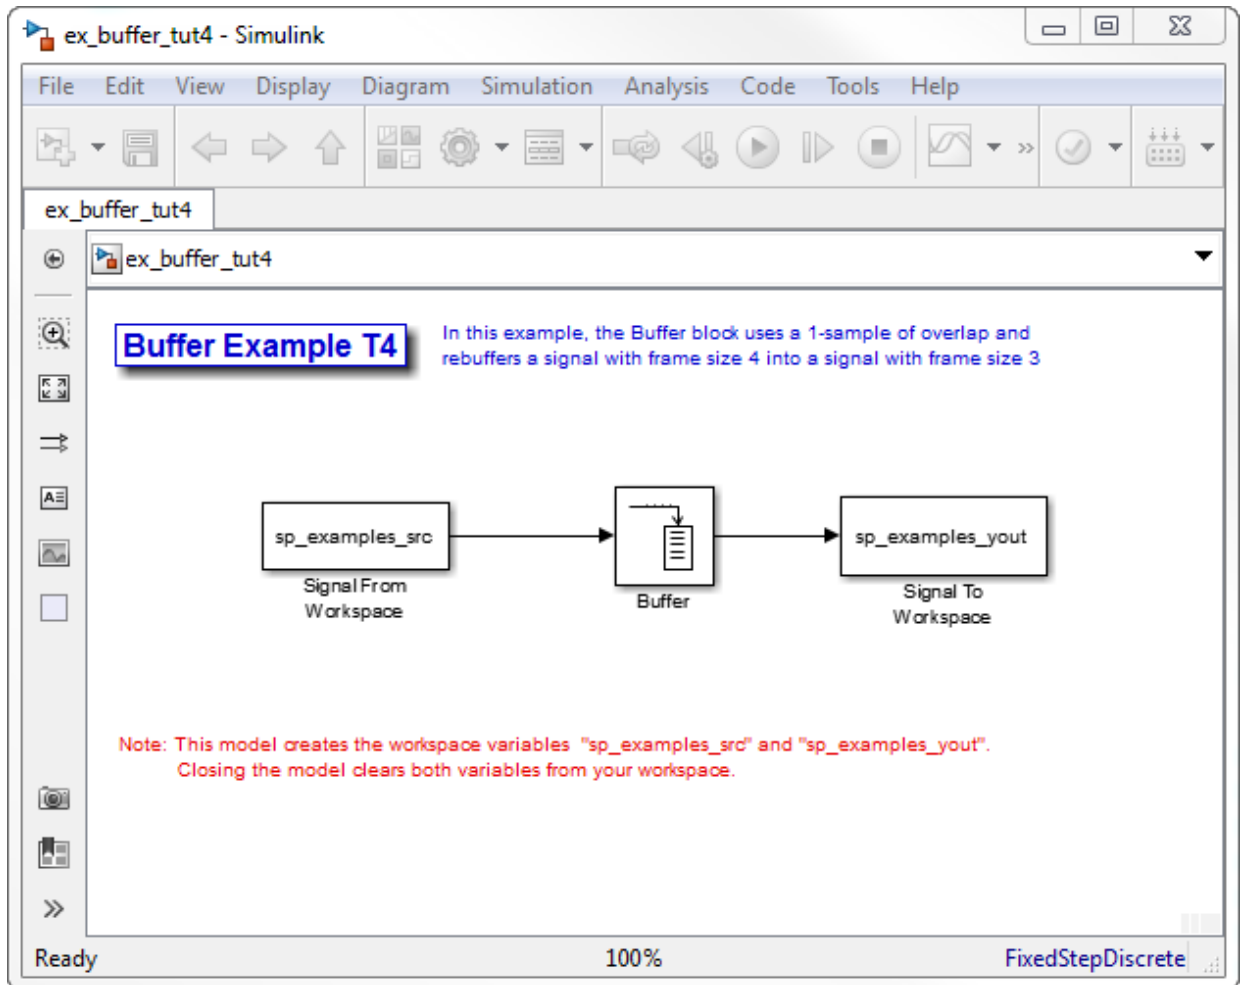 ex_buffer_tut4 - Simulink
File Edit View Display Diagram Simulation Analysis Code Tools Help
ex_buffer_tut4
ex_buffer_tut4
Buffer Example T4
In this example, the Buffer block uses a 1-sample of overlap and
rebuffers a signal with frame size 4 into a signal with frame size 3
sp_examples_src
Signal From
Workspace
Buffer
sp_examples_yout
Signal To
Workspace
Note: This model creates the workspace variables "sp_examples_src" and "sp_examples_yout".
Closing the model clears both variables from your workspace.
Ready 100% FixedStepDiscrete